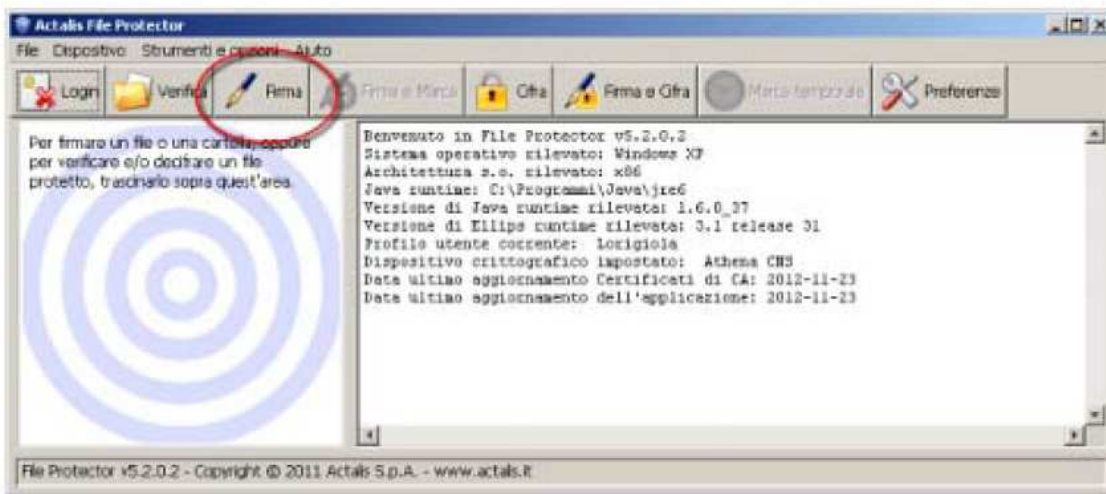 Actalis File Protector
File Dispositivo Strumenti e opzioni Aiuto
Login Verifica Firma Firma e Marca Cifra Firma e Cifra Marca temporale Preferenze
Per firmare un file o una cartella, oppure
per verificare e/o decifrare un file
protetto, trascinarlo sopra quest'area.
Benvenuto in File Protector v5.2.0.2
Sistema operativo rilevato: Windows XP
Architettura s.o. rilevato: x86
Java runtime: C:\Programmi\Java\jre6
Versione di Java runtime rilevata: 1.6.0_37
Versione di Ellips runtime rilevata: 3.1 release 31
Profilo utente corrente: Lorigiola
Dispositivo crittografico impostato: Athena CNS
Data ultimo aggiornamento Certificati di CA: 2012-11-23
Data ultimo aggiornamento dell'applicazione: 2012-11-23
File Protector v5.2.0.2 - Copyright © 2011 Actalis S.p.A. - www.actalis.it